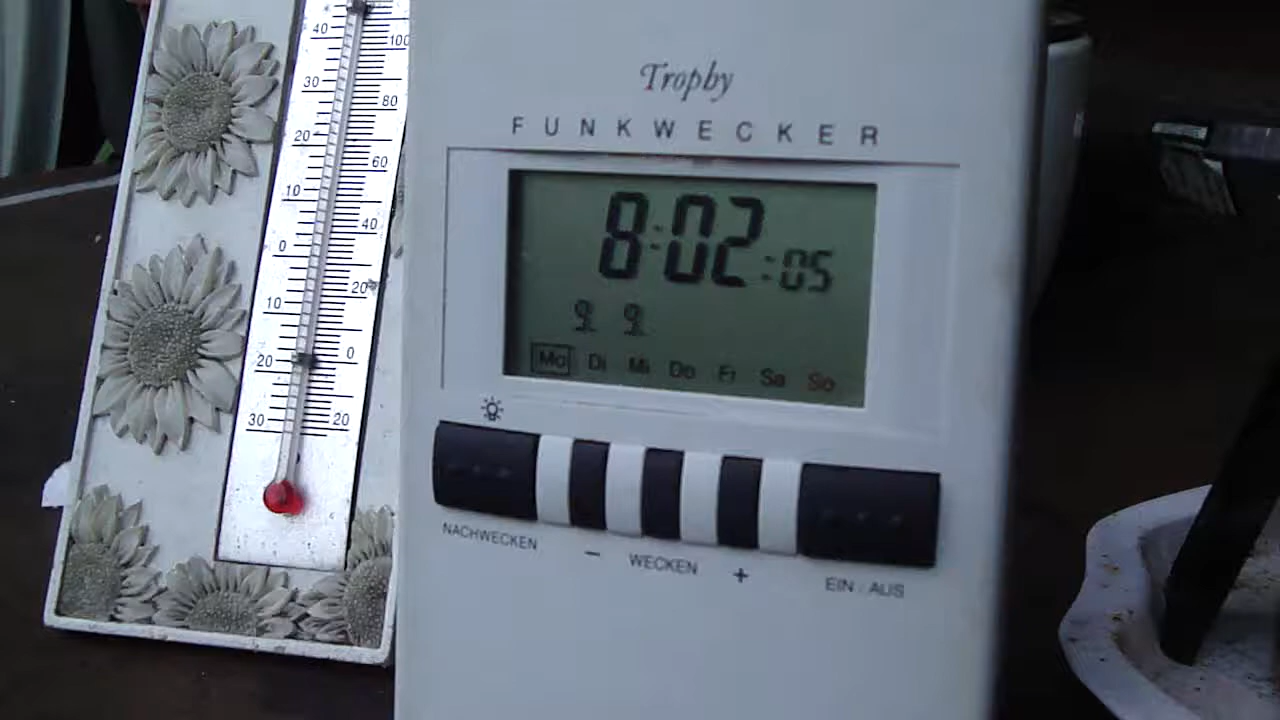 40
100
30
80
20
60
10
40
0
20
10
0
20
30
20
Trophy
FUNKWECKER
8:02:05
Mo Di Mi Do Fr Sa So
NACHWECKEN
− WECKEN +
EIN / AUS